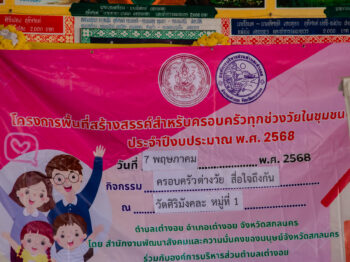 โครงการพื้นที่สร้างสรรค์สำหรับครอบครัวทุกช่วงวัยในชุมชน
ประจำปีงบประมาณ พ.ศ. 2568
วันที่ 7 พฤษภาคม พ.ศ. 2568
กิจกรรม ครอบครัวต่างวัย สื่อใจถึงกัน
ณ วัดศิริมังคละ หมู่ที่ 1
ตำบลเต่างอย อำเภอเต่างอย จังหวัดสกลนคร
โดย สำนักงานพัฒนาสังคมและความมั่นคงของมนุษย์จังหวัดสกลนคร
ร่วมกับองค์การบริหารส่วนตำบลเต่างอย